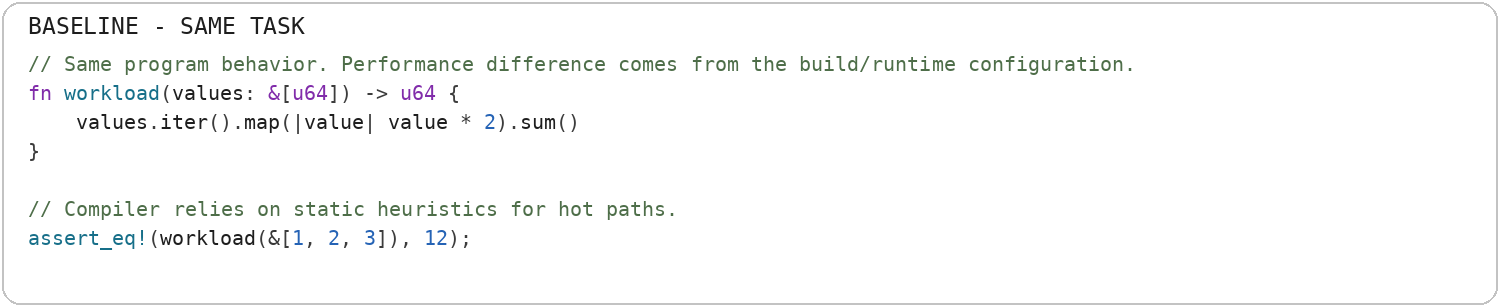 BASELINE - SAME TASK
// Same program behavior. Performance difference comes from the build/runtime configuration.
fn workload(values: &[u64]) -> u64 {
    values.iter().map(|value| value * 2).sum()
}
// Compiler relies on static heuristics for hot paths.
assert_eq!(workload(&[1, 2, 3]), 12);